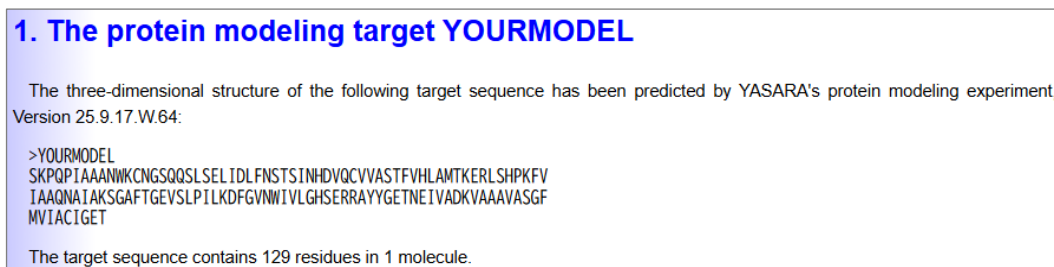 1. The protein modeling target YOURMODEL
The three-dimensional structure of the following target sequence has been predicted by YASARA's protein modeling experiment
Version 25.9.17.W.64:
>YOURMODEL
SKPQPIAAANWKCNGSQQSLSELIDLFNSTSINHDVQCVVASTFVHLAMTKERLSHPKFV
IAAQNAIAKSGAFTGEVSLPILKDFGVNWIVLGHSERRAYYGETNEIVADKVAAAVASGF
MVIACIGET
The target sequence contains 129 residues in 1 molecule.